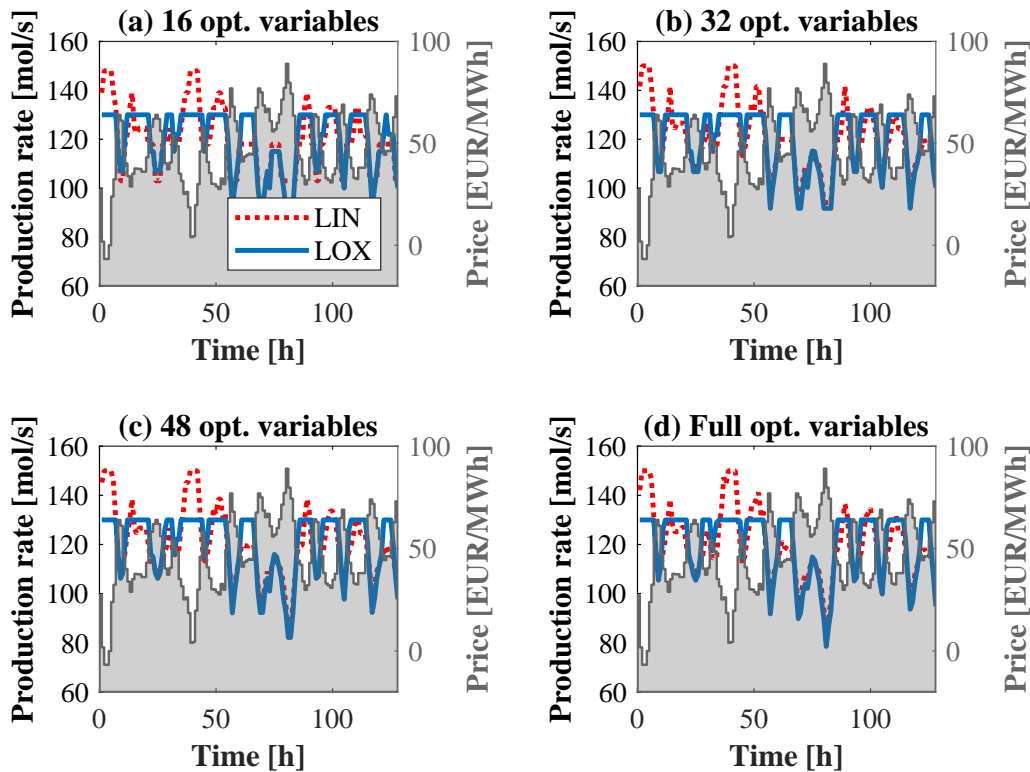 (a) 16 opt. variables
Production rate [mol/s]
160
140
120
100
80
60
100
50
0
Price [EUR/MWh]
LIN
LOX
0
50
100
Time [h]
(b) 32 opt. variables
Production rate [mol/s]
160
140
120
100
80
60
100
50
0
Price [EUR/MWh]
0
50
100
Time [h]
(c) 48 opt. variables
Production rate [mol/s]
160
140
120
100
80
60
100
50
0
Price [EUR/MWh]
0
50
100
Time [h]
(d) Full opt. variables
Production rate [mol/s]
160
140
120
100
80
60
100
50
0
Price [EUR/MWh]
0
50
100
Time [h]